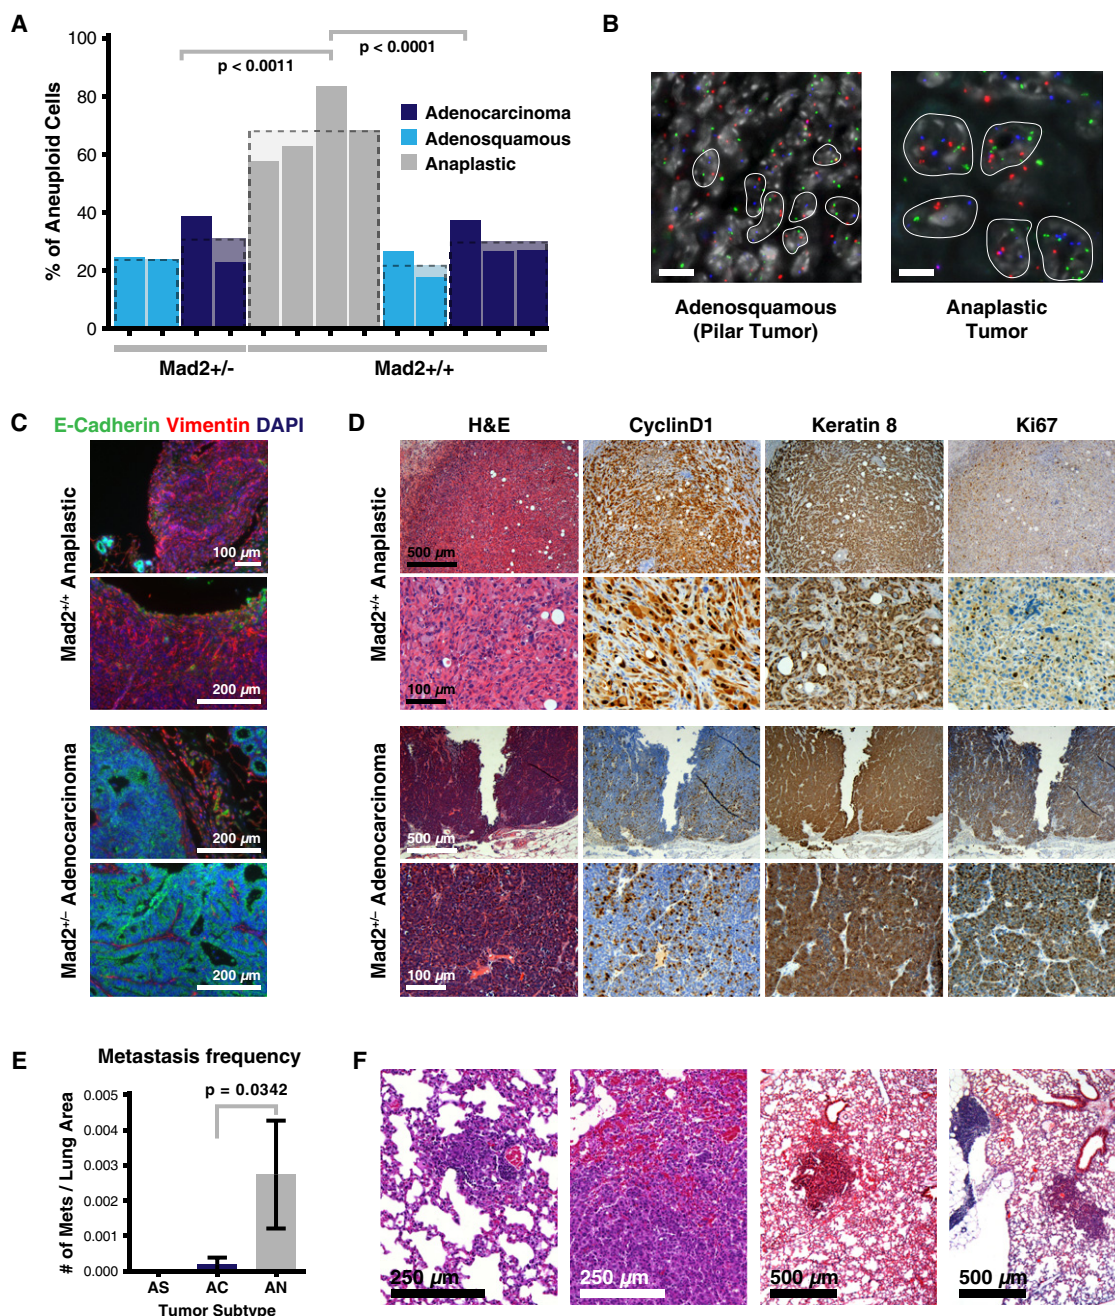 A
100
80
60
40
20
0
% of Aneuploid Cells
p < 0.0011
p < 0.0001
Adenocarcinoma
Adenosquamous
Anaplastic
Mad2+/-
Mad2+/+
B
Adenosquamous
(Pilar Tumor)
Anaplastic
Tumor
C
E-Cadherin Vimentin DAPI
Mad2+/+ Anaplastic
100 µm
200 µm
Mad2+/− Adenocarcinoma
200 µm
200 µm
D
H&E
CyclinD1
Keratin 8
Ki67
Mad2+/+ Anaplastic
500 µm
100 µm
Mad2+/− Adenocarcinoma
500 µm
100 µm
E
Metastasis frequency
p = 0.0342
0.005
0.004
0.003
0.002
0.001
0.000
# of Mets / Lung Area
AS
AC
AN
Tumor Subtype
F
250 µm
250 µm
500 µm
500 µm